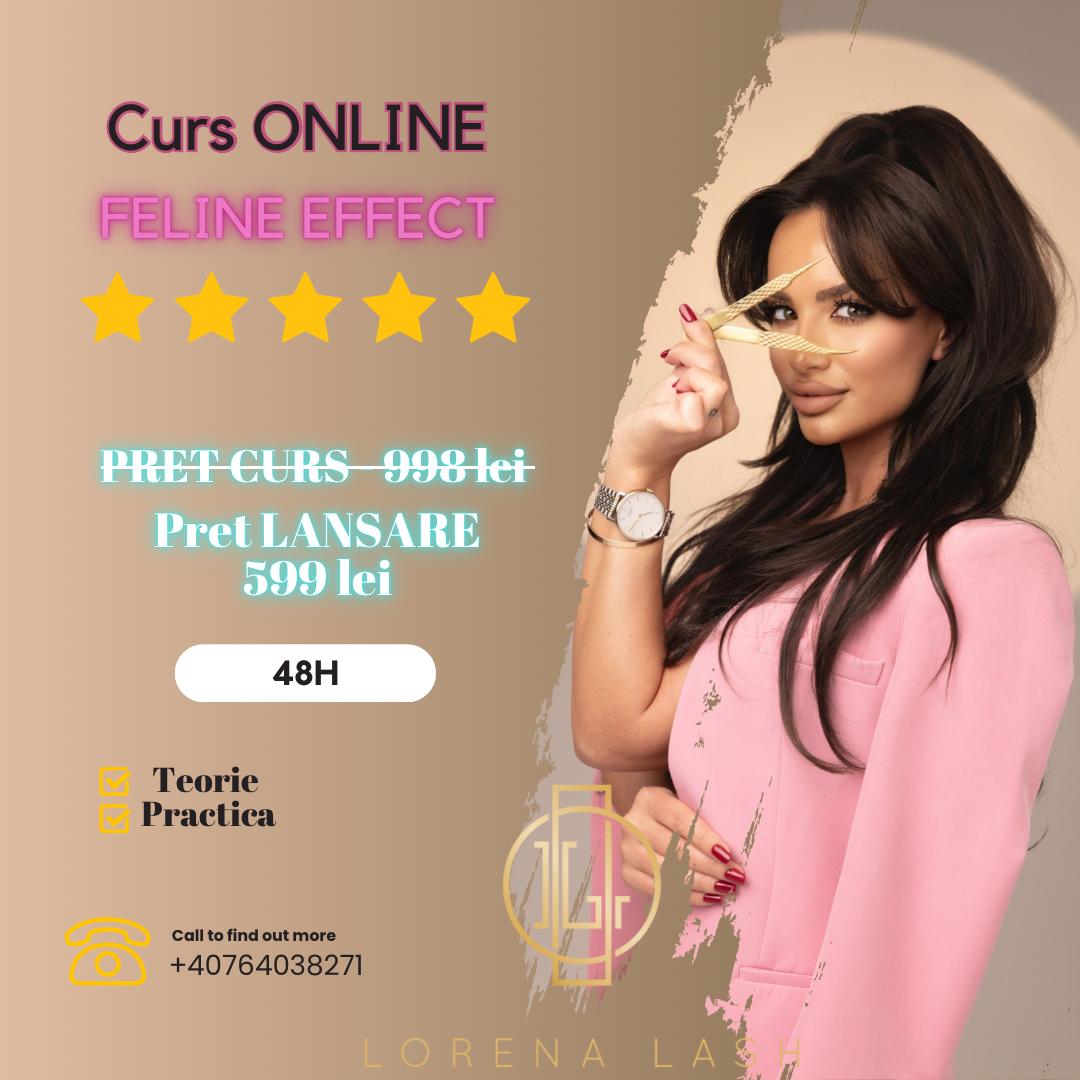 Curs ONLINE
FELINE EFFECT
PRET CURS - 998 lei
Pret LANSARE
599 lei
48H
Teorie
Practica
Call to find out more
+40764038271
LORENA LASH